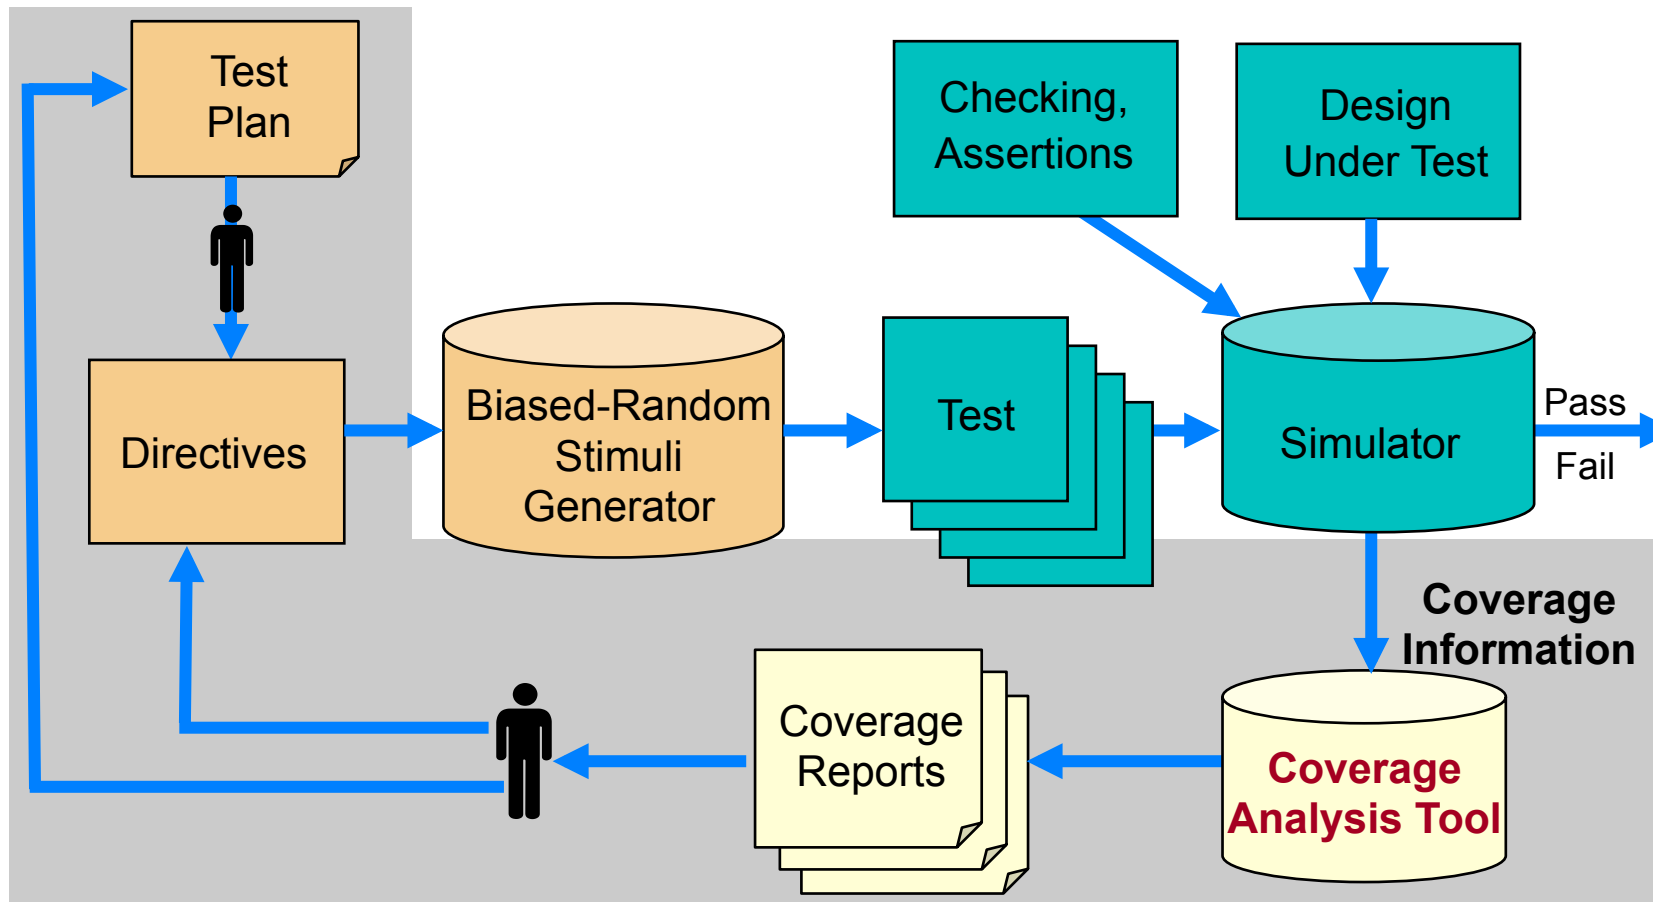 Test
Plan
Checking,
Assertions
Design
Under Test
Directives
Biased-Random
Stimuli
Generator
Test
Simulator
Pass
Fail
Coverage
Information
Coverage
Reports
Coverage
Analysis Tool